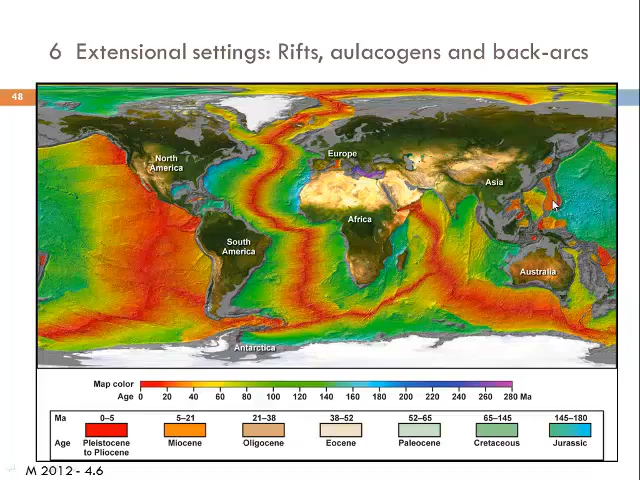 6 Extensional settings: Rifts, aulacogens and back-arcs
48
North
America
Europe
Asia
Africa
South
America
Australia
Antarctica
Map color
Age 0 20 40 60 80 100 120 140 160 180 200 220 240 260 280 Ma
Ma 0–5 5–21 21–38 38–52 52–65 65–145 145–180
Age Pleistocene Miocene Oligocene Eocene Paleocene Cretaceous Jurassic
to Pliocene
M 2012 - 4.6